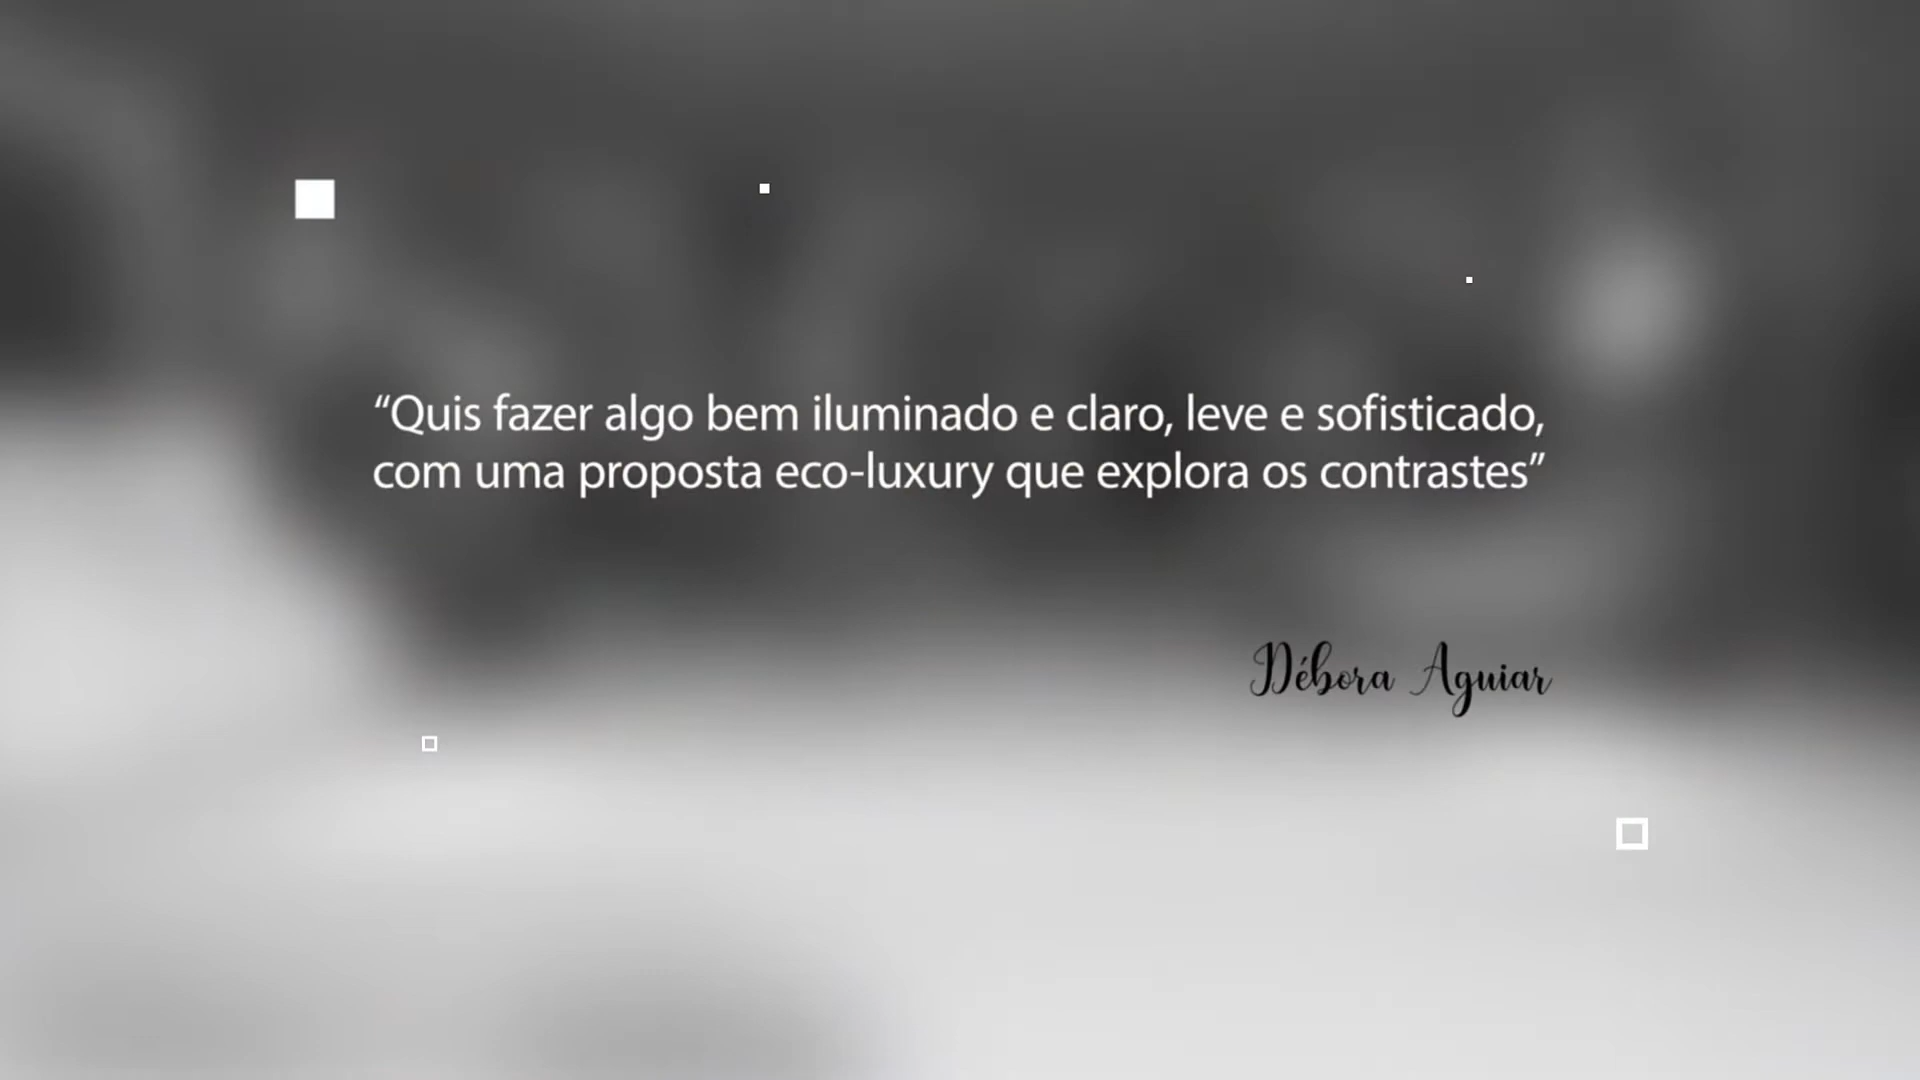 “Quis fazer algo bem iluminado e claro, leve e sofisticado,
com uma proposta eco-luxury que explora os contrastes”
Débora Aguiar